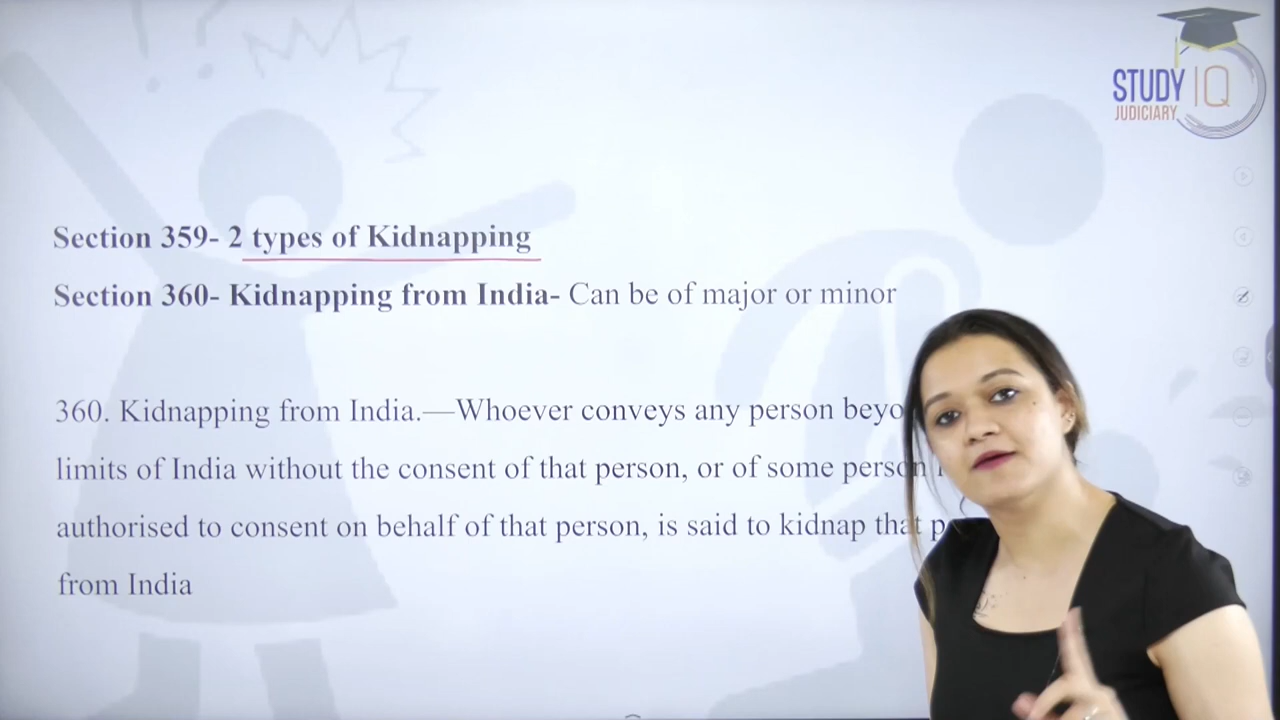 STUDY IQ
JUDICIARY
Section 359- 2 types of Kidnapping
Section 360- Kidnapping from India- Can be of major or minor
360. Kidnapping from India.—Whoever conveys any person
limits of India without the consent of that person, or of some person
authorised to consent on behalf of that person, is said to kidnap that
from India